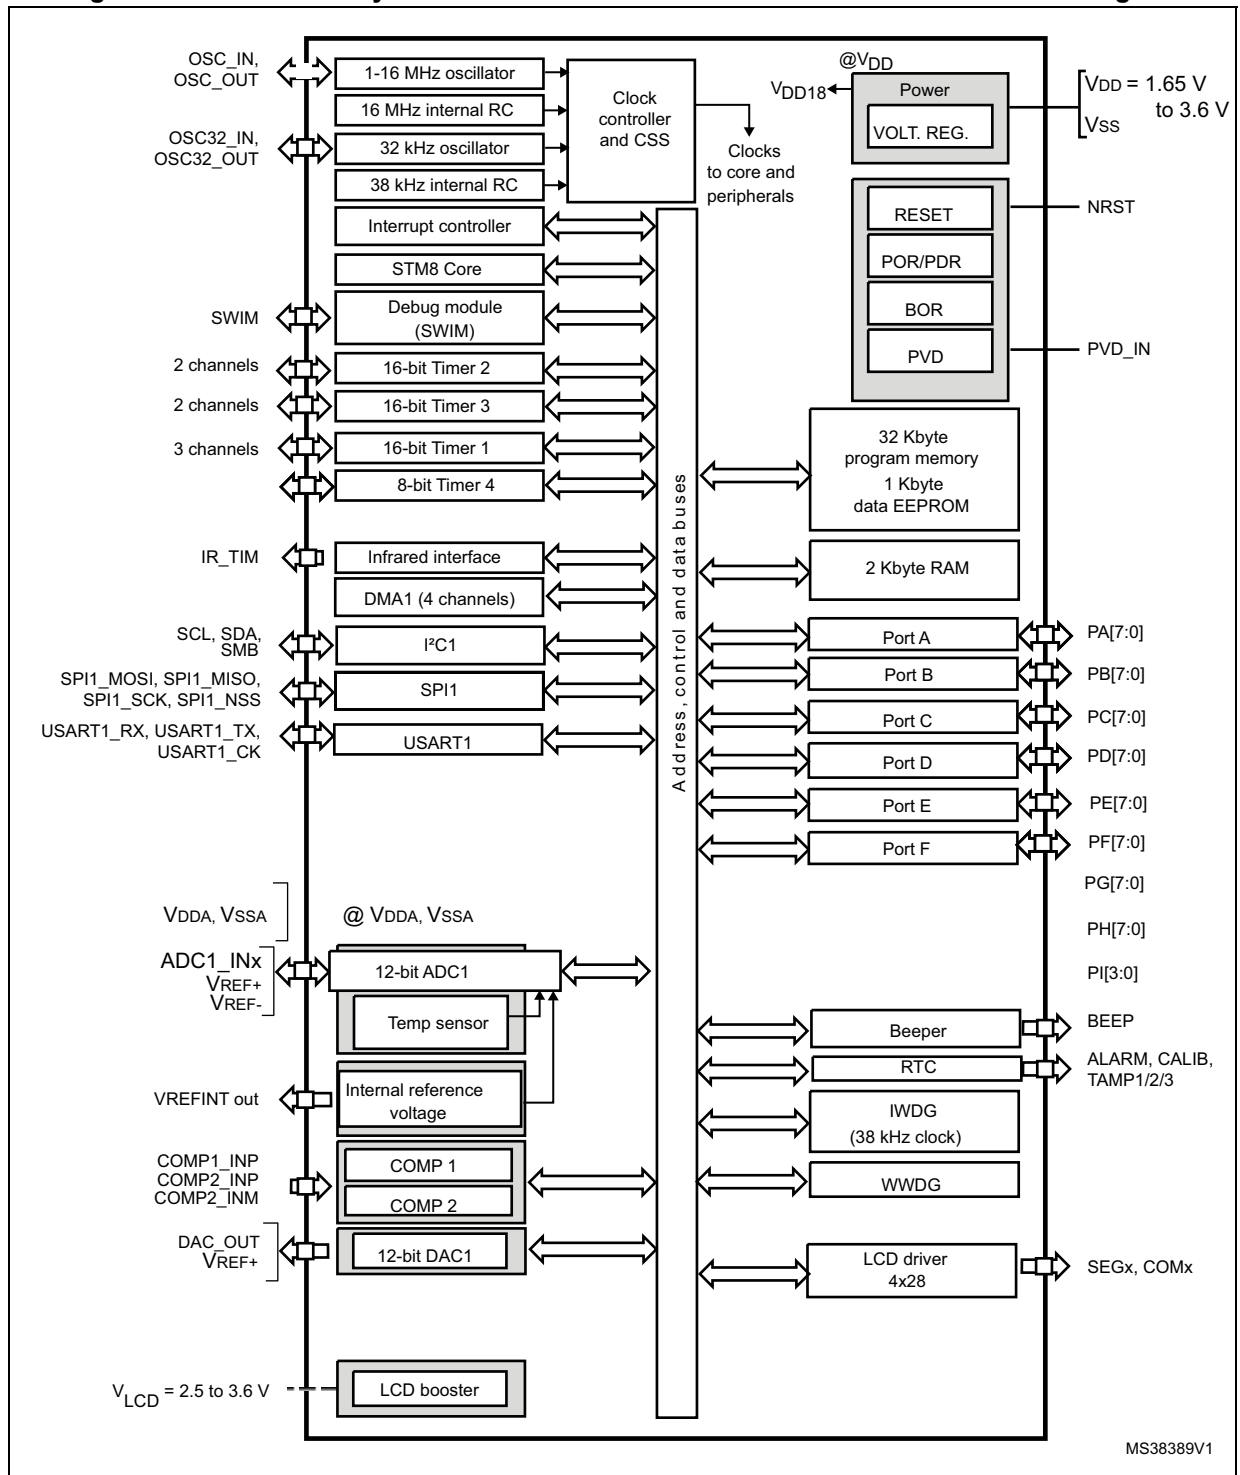 OSC_IN,
OSC_OUT
1-16 MHz oscillator
16 MHz internal RC
OSC32_IN,
OSC32_OUT
32 kHz oscillator
38 kHz internal RC
Clock
controller
and CSS
Clocks
to core and
peripherals
@VDD
VDD18
Power
VOLT. REG.
VDD = 1.65 V
to 3.6 V
VSS
RESET
NRST
POR/PDR
BOR
PVD
PVD_IN
Interrupt controller
STM8 Core
SWIM
Debug module
(SWIM)
2 channels
16-bit Timer 2
2 channels
16-bit Timer 3
3 channels
16-bit Timer 1
8-bit Timer 4
IR_TIM
Infrared interface
DMA1 (4 channels)
SCL, SDA,
SMB
I²C1
SPI1_MOSI, SPI1_MISO,
SPI1_SCK, SPI1_NSS
SPI1
USART1_RX, USART1_TX,
USART1_CK
USART1
Address, control and data buses
32 Kbyte
program memory
1 Kbyte
data EEPROM
2 Kbyte RAM
Port A
PA[7:0]
Port B
PB[7:0]
Port C
PC[7:0]
Port D
PD[7:0]
Port E
PE[7:0]
Port F
PF[7:0]
PG[7:0]
PH[7:0]
PI[3:0]
VDDA, VSSA
@ VDDA, VSSA
ADC1_INx
VREF+
VREF-
12-bit ADC1
Temp sensor
VREFINT out
Internal reference
voltage
COMP1_INP
COMP2_INP
COMP2_INM
COMP 1
COMP 2
DAC_OUT
VREF+
12-bit DAC1
VLCD = 2.5 to 3.6 V
LCD booster
Beeper
BEEP
RTC
ALARM, CALIB,
TAMP1/2/3
IWDG
(38 kHz clock)
WWDG
LCD driver
4x28
SEGx, COMx
MS38389V1